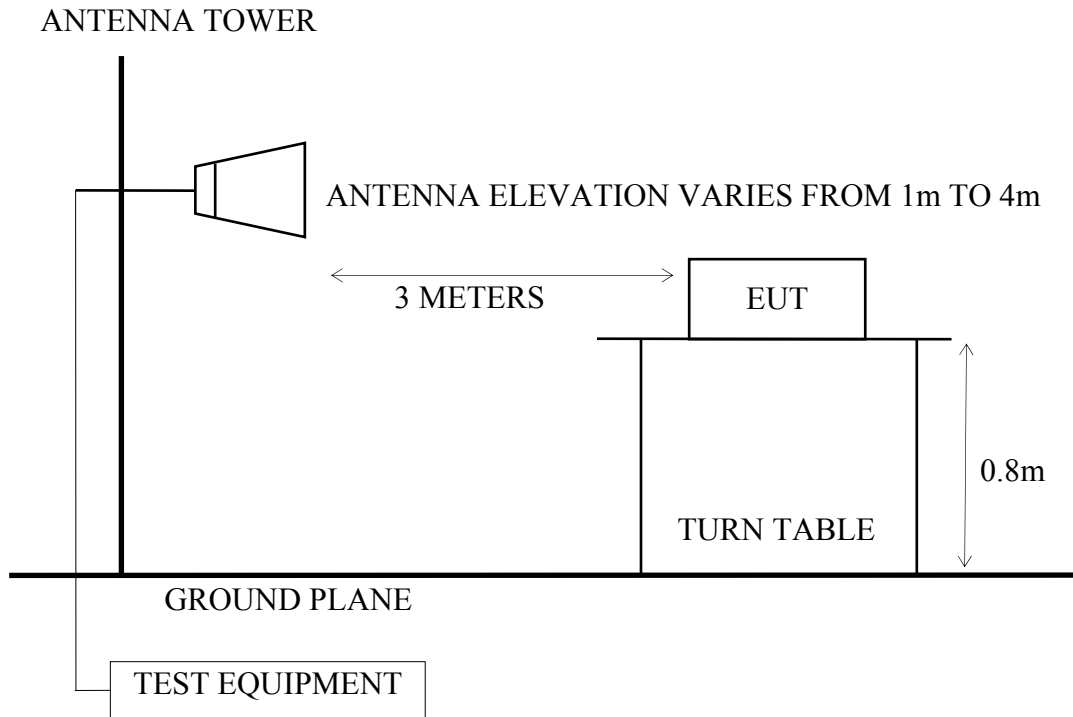 ANTENNA TOWER
ANTENNA ELEVATION VARIES FROM 1m TO 4m
3 METERS
EUT
0.8m
TURN TABLE
GROUND PLANE
TEST EQUIPMENT